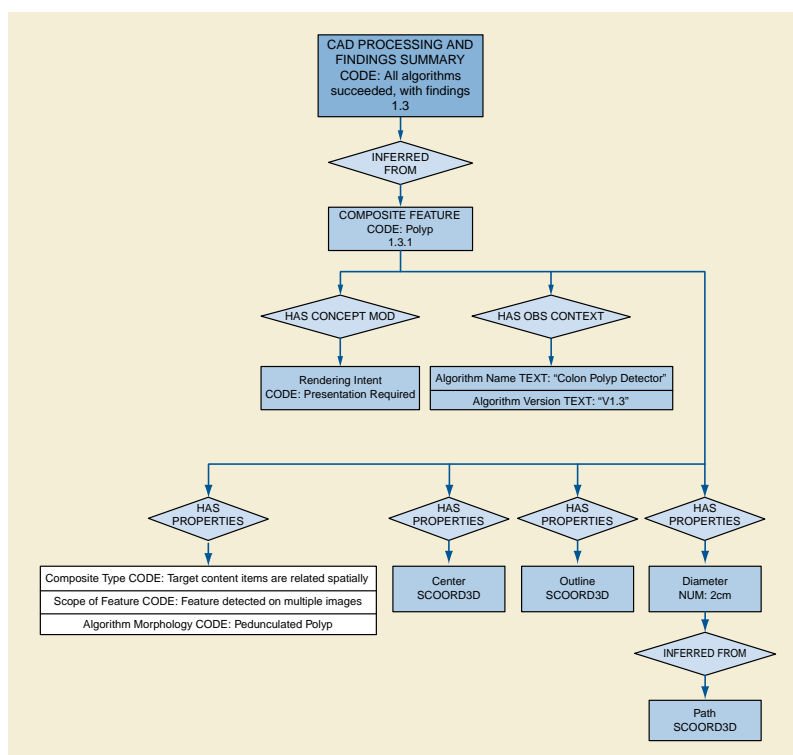 CAD PROCESSING AND
FINDINGS SUMMARY
CODE: All algorithms
succeeded, with findings
1.3
INFERRED
FROM
COMPOSITE FEATURE
CODE: Polyp
1.3.1
HAS CONCEPT MOD
HAS OBS CONTEXT
Rendering Intent
CODE: Presentation Required
Algorithm Name TEXT: “Colon Polyp Detector”
Algorithm Version TEXT: “V1.3”
HAS
PROPERTIES
HAS
PROPERTIES
HAS
PROPERTIES
HAS
PROPERTIES
Composite Type CODE: Target content items are related spatially
Scope of Feature CODE: Feature detected on multiple images
Algorithm Morphology CODE: Pedunculated Polyp
Center
SCOORD3D
Outline
SCOORD3D
Diameter
NUM: 2cm
INFERRED FROM
Path
SCOORD3D